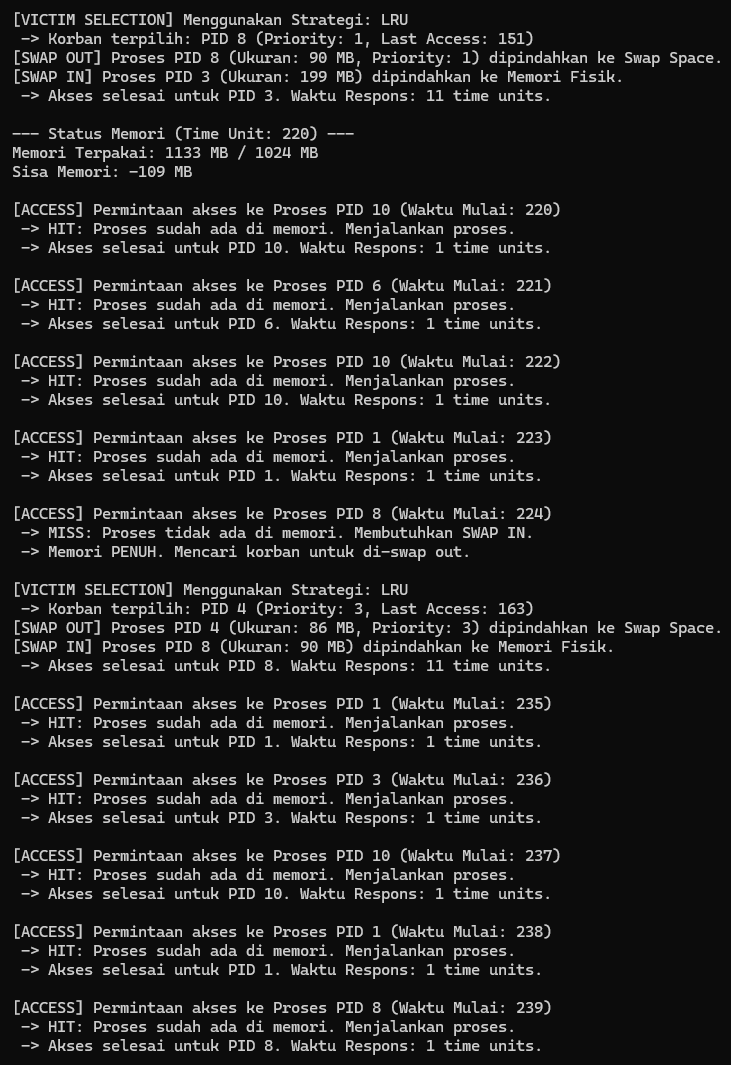 [VICTIM SELECTION] Menggunakan Strategi: LRU
-> Korban terpilih: PID 8 (Priority: 1, Last Access: 151)
[SWAP OUT] Proses PID 8 (Ukuran: 90 MB, Priority: 1) dipindahkan ke Swap Space.
[SWAP IN] Proses PID 3 (Ukuran: 199 MB) dipindahkan ke Memori Fisik.
-> Akses selesai untuk PID 3. Waktu Respons: 11 time units.
--- Status Memori (Time Unit: 220) ---
Memori Terpakai: 1133 MB / 1024 MB
Sisa Memori: -109 MB
[ACCESS] Permintaan akses ke Proses PID 10 (Waktu Mulai: 220)
-> HIT: Proses sudah ada di memori. Menjalankan proses.
-> Akses selesai untuk PID 10. Waktu Respons: 1 time units.
[ACCESS] Permintaan akses ke Proses PID 6 (Waktu Mulai: 221)
-> HIT: Proses sudah ada di memori. Menjalankan proses.
-> Akses selesai untuk PID 6. Waktu Respons: 1 time units.
[ACCESS] Permintaan akses ke Proses PID 10 (Waktu Mulai: 222)
-> HIT: Proses sudah ada di memori. Menjalankan proses.
-> Akses selesai untuk PID 10. Waktu Respons: 1 time units.
[ACCESS] Permintaan akses ke Proses PID 1 (Waktu Mulai: 223)
-> HIT: Proses sudah ada di memori. Menjalankan proses.
-> Akses selesai untuk PID 1. Waktu Respons: 1 time units.
[ACCESS] Permintaan akses ke Proses PID 8 (Waktu Mulai: 224)
-> MISS: Proses tidak ada di memori. Membutuhkan SWAP IN.
-> Memori PENUH. Mencari korban untuk di-swap out.
[VICTIM SELECTION] Menggunakan Strategi: LRU
-> Korban terpilih: PID 4 (Priority: 3, Last Access: 163)
[SWAP OUT] Proses PID 4 (Ukuran: 86 MB, Priority: 3) dipindahkan ke Swap Space.
[SWAP IN] Proses PID 8 (Ukuran: 90 MB) dipindahkan ke Memori Fisik.
-> Akses selesai untuk PID 8. Waktu Respons: 11 time units.
[ACCESS] Permintaan akses ke Proses PID 1 (Waktu Mulai: 235)
-> HIT: Proses sudah ada di memori. Menjalankan proses.
-> Akses selesai untuk PID 1. Waktu Respons: 1 time units.
[ACCESS] Permintaan akses ke Proses PID 3 (Waktu Mulai: 236)
-> HIT: Proses sudah ada di memori. Menjalankan proses.
-> Akses selesai untuk PID 3. Waktu Respons: 1 time units.
[ACCESS] Permintaan akses ke Proses PID 10 (Waktu Mulai: 237)
-> HIT: Proses sudah ada di memori. Menjalankan proses.
-> Akses selesai untuk PID 10. Waktu Respons: 1 time units.
[ACCESS] Permintaan akses ke Proses PID 1 (Waktu Mulai: 238)
-> HIT: Proses sudah ada di memori. Menjalankan proses.
-> Akses selesai untuk PID 1. Waktu Respons: 1 time units.
[ACCESS] Permintaan akses ke Proses PID 8 (Waktu Mulai: 239)
-> HIT: Proses sudah ada di memori. Menjalankan proses.
-> Akses selesai untuk PID 8. Waktu Respons: 1 time units.